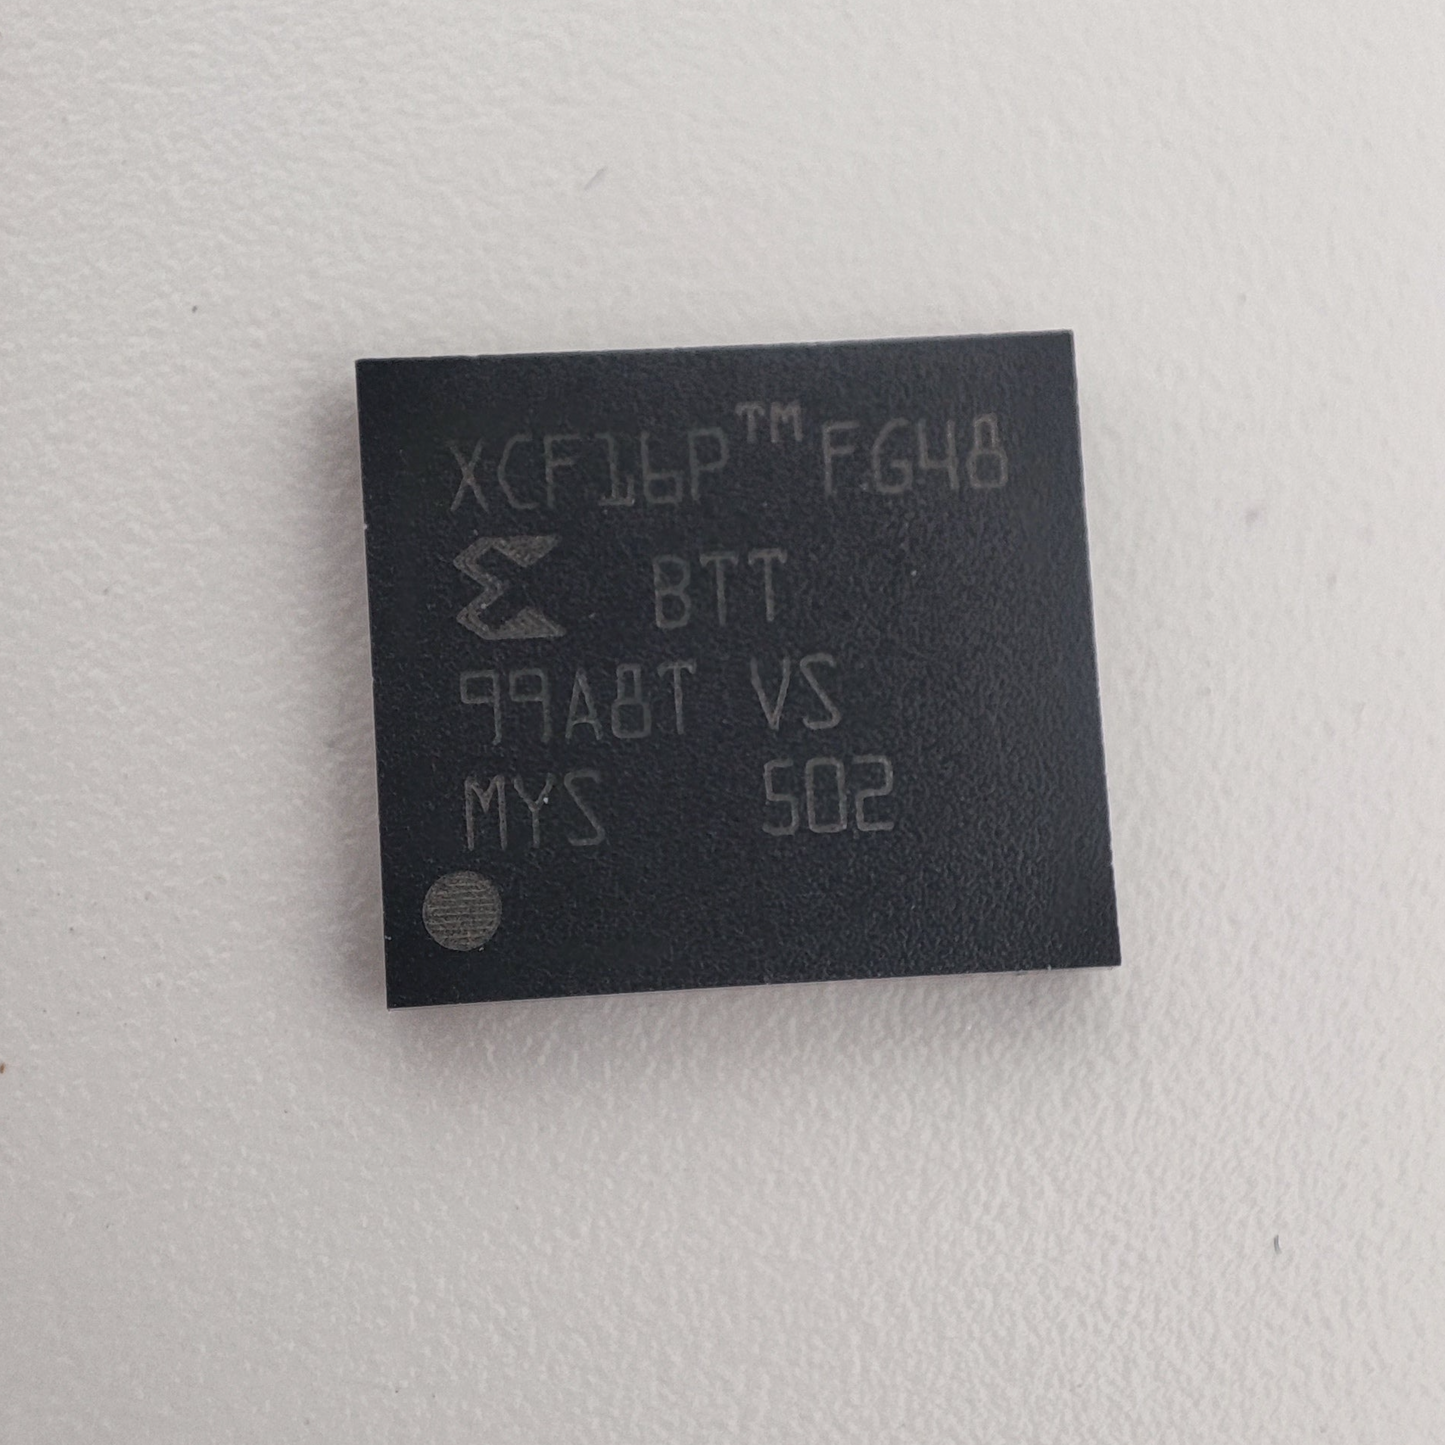 XCF16P™ FG48
BTT
99A8T VS
MYS 502